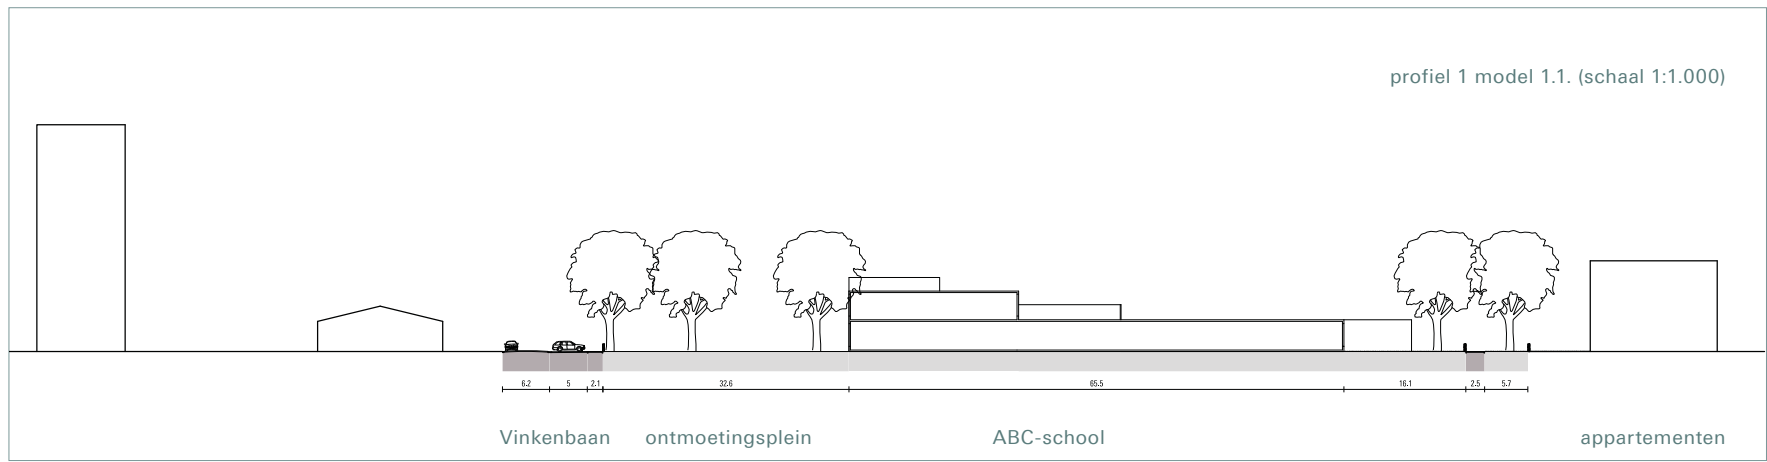 profiel 1 model 1.1. (schaal 1:1.000)
6.2 5 2.1 32.6 65.5 16.1 2.5 5.7
Vinkenbaan ontmoetingsplein ABC-school appartementen